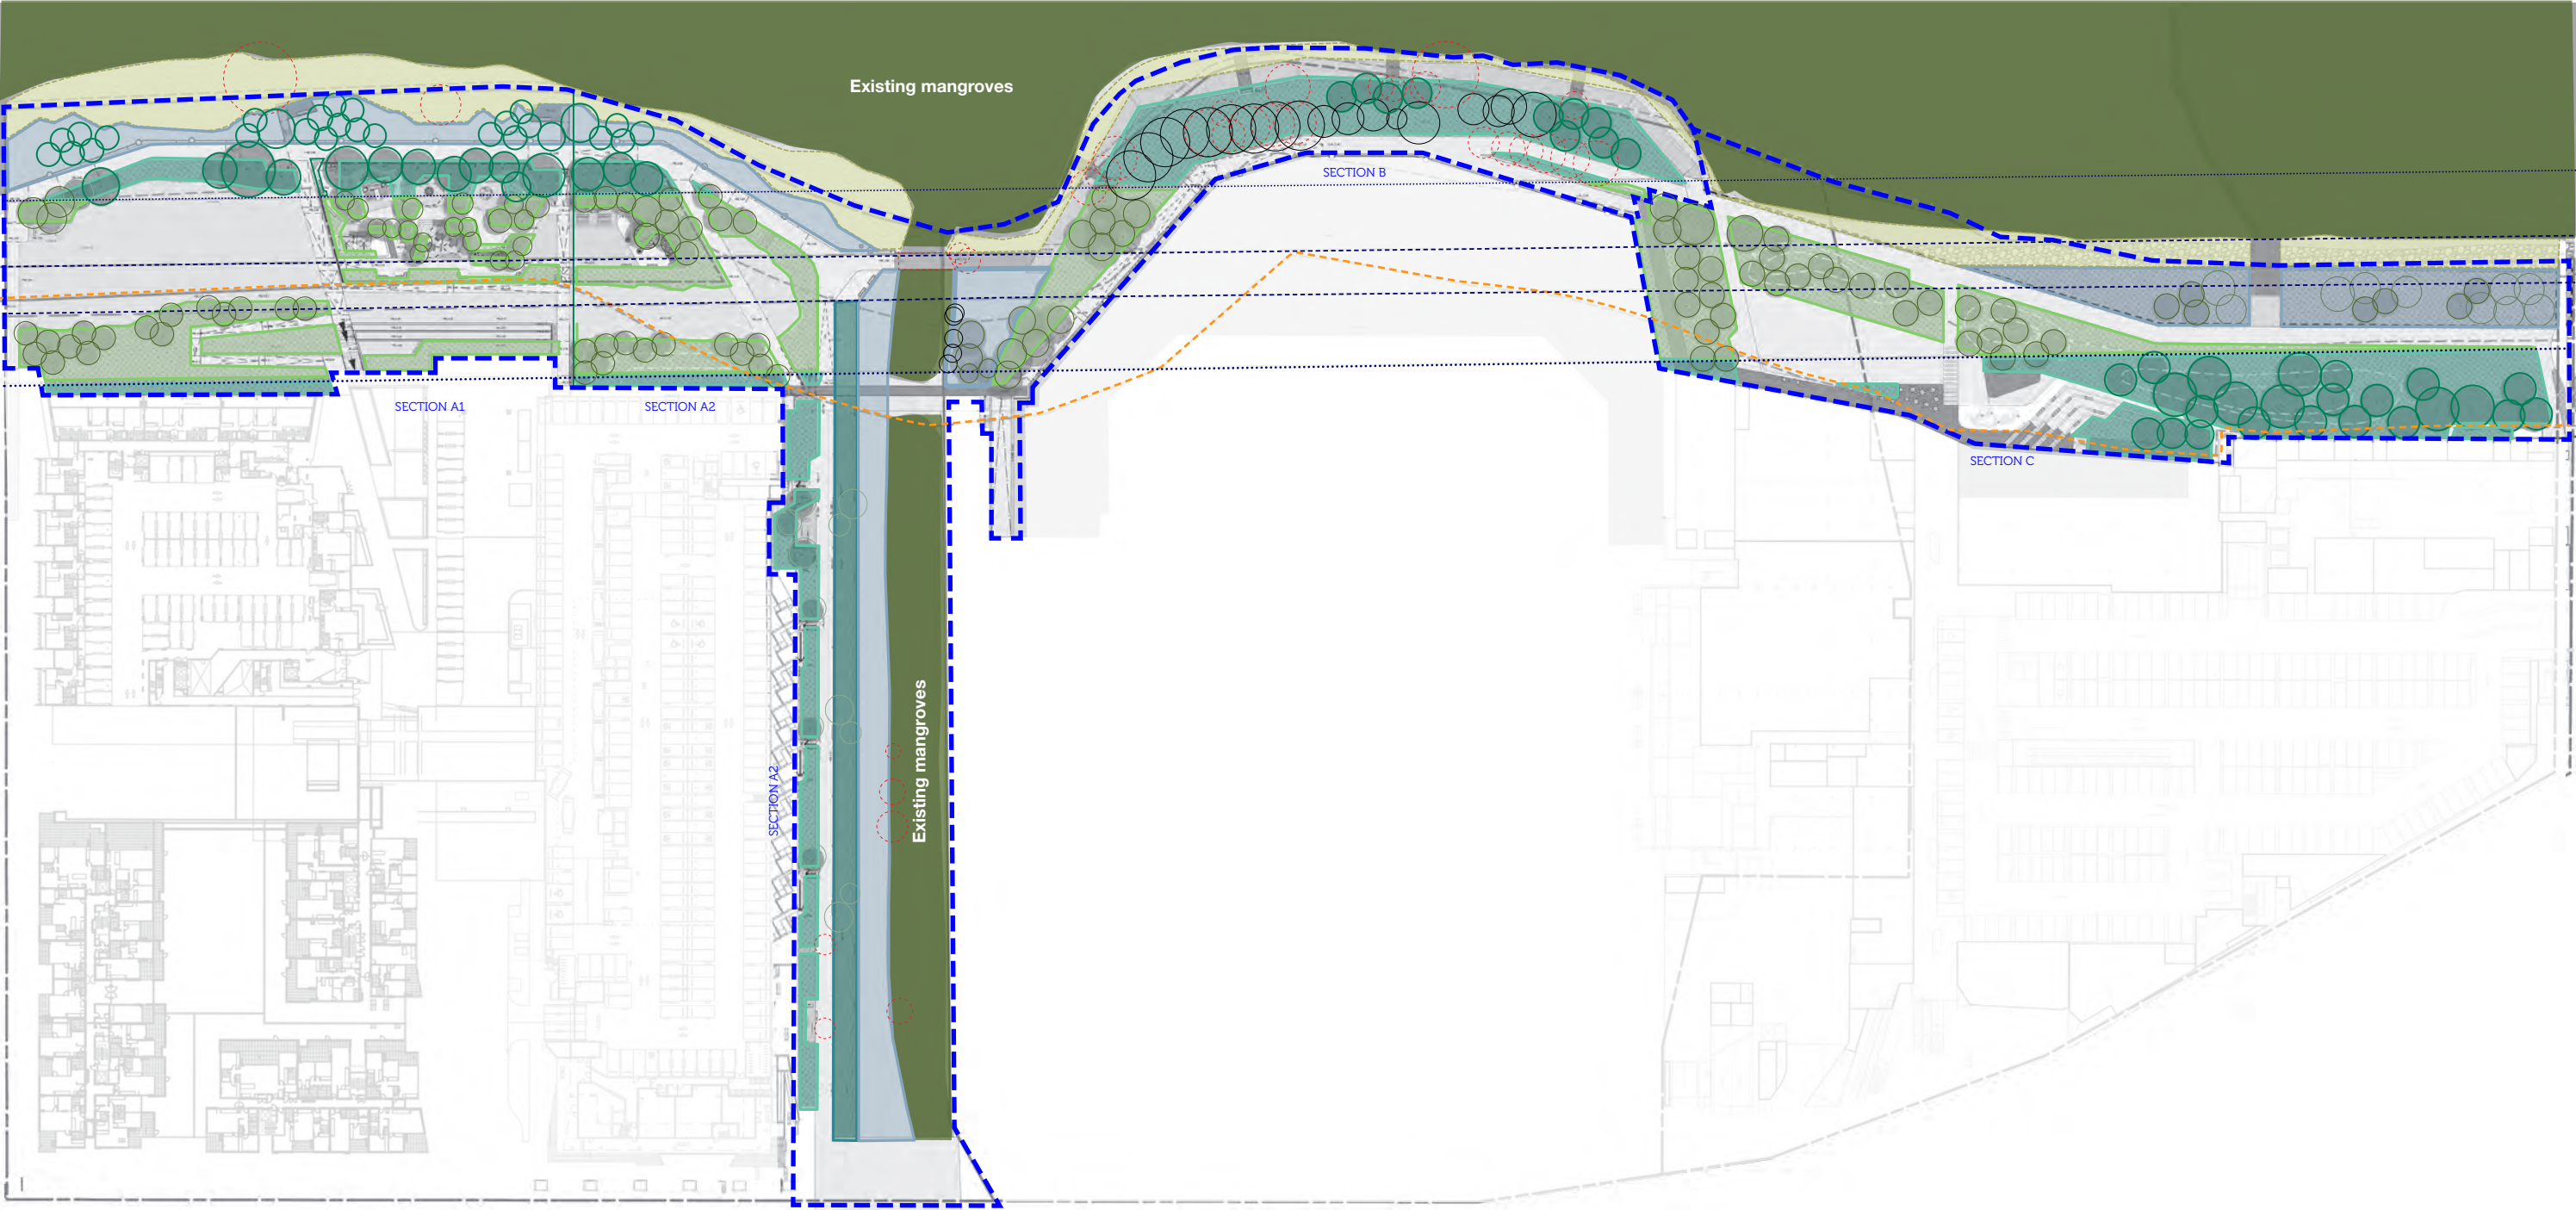 Existing mangroves
SECTION B
SECTION A1
SECTION A2
SECTION C
SECTION A2
Existing mangroves